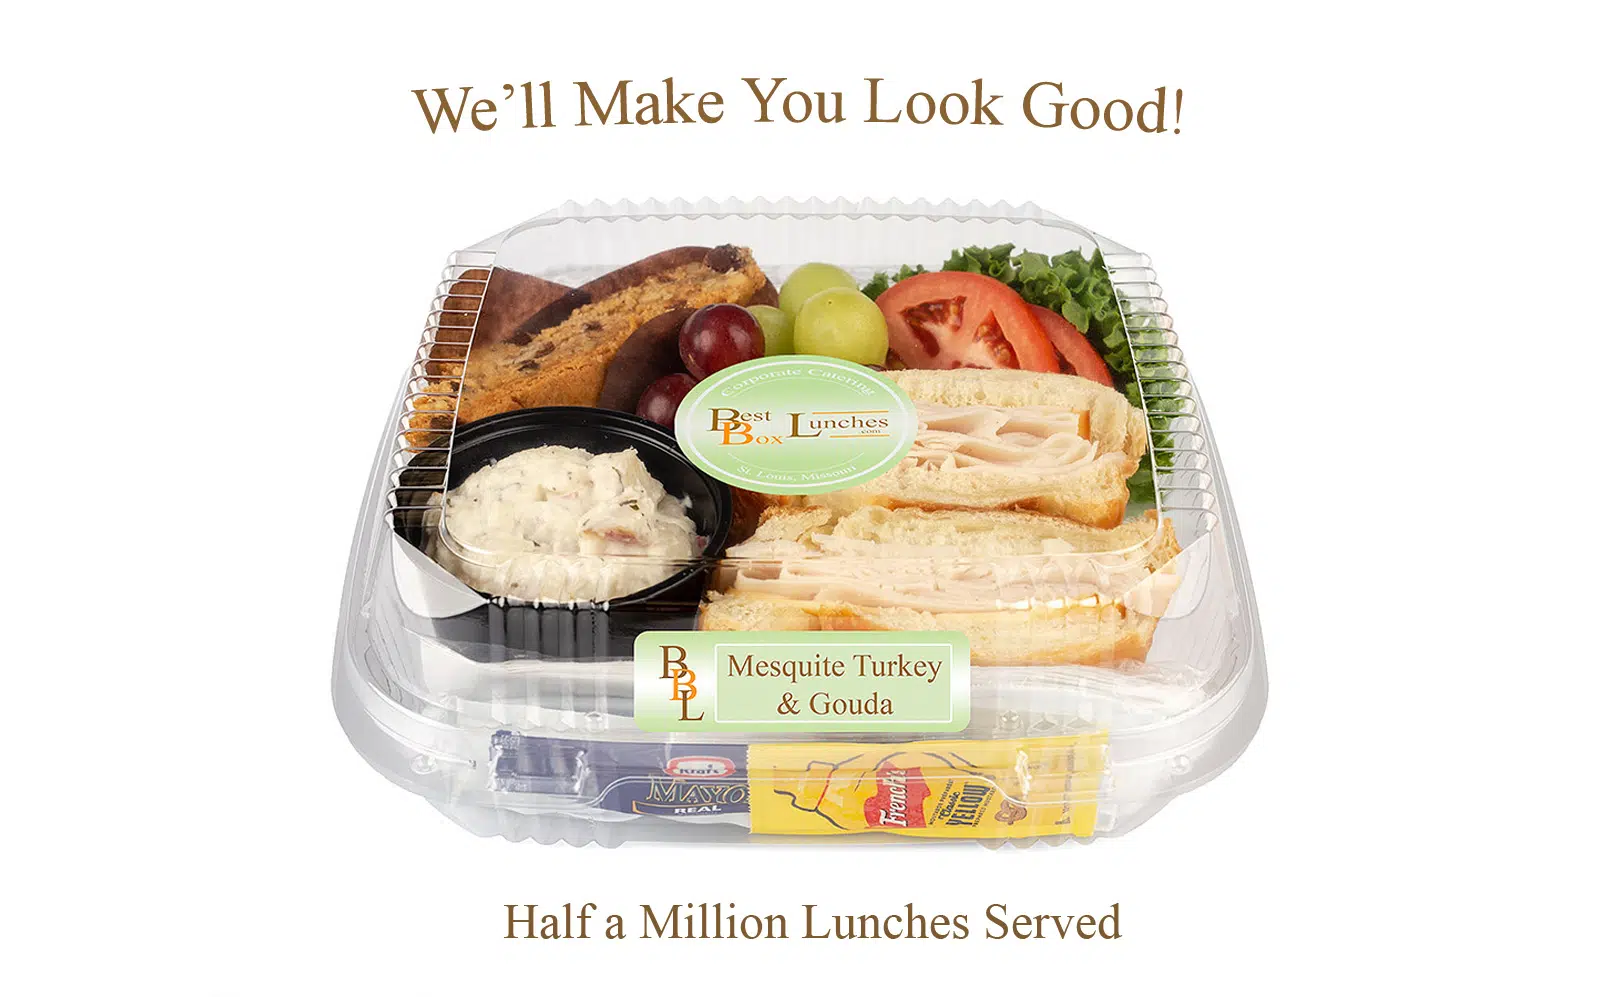 We'll Make You Look Good!
Corporate Catering
Best Box Lunches
.com
St. Louis, Missouri
BBL
Mesquite Turkey
& Gouda
Kraft
MAYO
REAL
French's
Classic
YELLOW
Half a Million Lunches Served